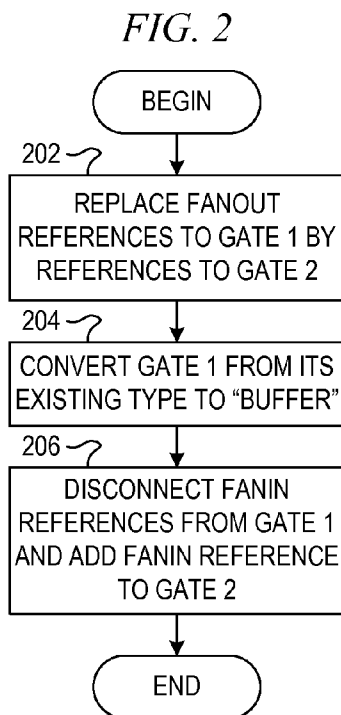 FIG. 2
BEGIN
202
REPLACE FANOUT
REFERENCES TO GATE 1 BY
REFERENCES TO GATE 2
204
CONVERT GATE 1 FROM ITS
EXISTING TYPE TO “BUFFER”
206
DISCONNECT FANIN
REFERENCES FROM GATE 1
AND ADD FANIN REFERENCE
TO GATE 2
END